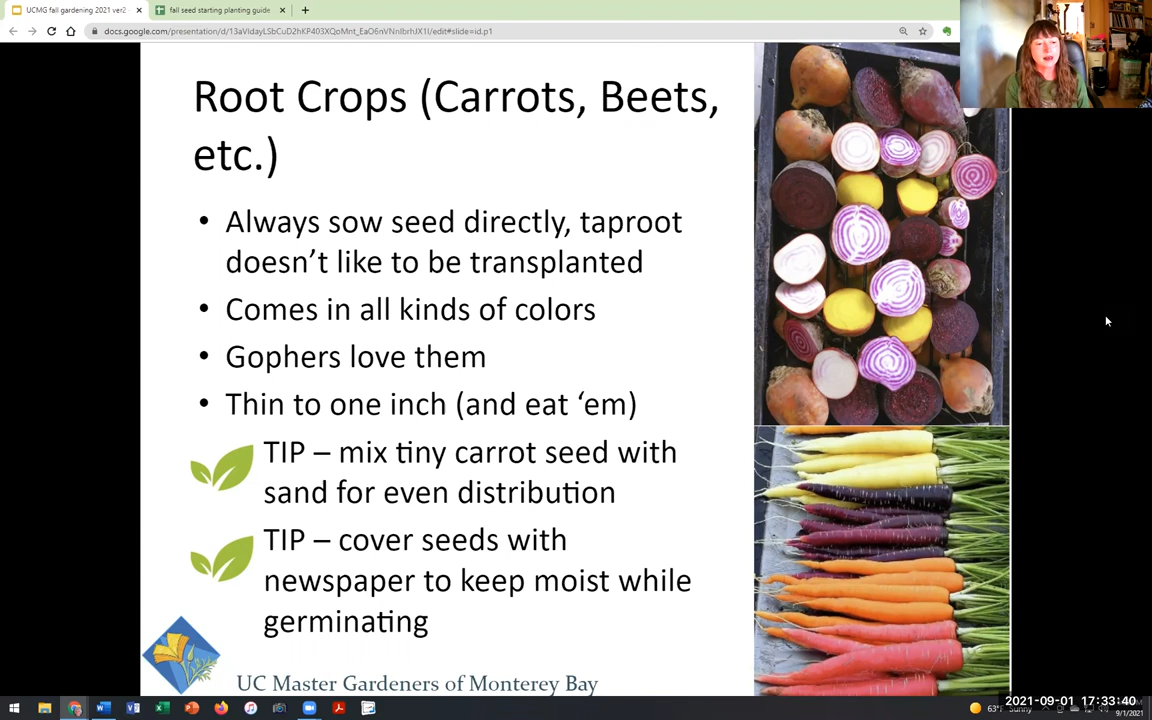 UCMG fall gardening 2021 ver2
fall seed starting planting guide
docs.google.com/presentation/d/13aVIdayLSbCuD2hKP403XQoMnt_EaO6nVNnIbrhJX1I/edit#slide=id.p1
Root Crops (Carrots, Beets,
etc.)
• Always sow seed directly, taproot
doesn’t like to be transplanted
• Comes in all kinds of colors
• Gophers love them
• Thin to one inch (and eat ‘em)
TIP – mix tiny carrot seed with
sand for even distribution
TIP – cover seeds with
newspaper to keep moist while
germinating
UC Master Gardeners of Monterey Bay
2021-09-01 17:33:40
63° Sunny
9/1/2021